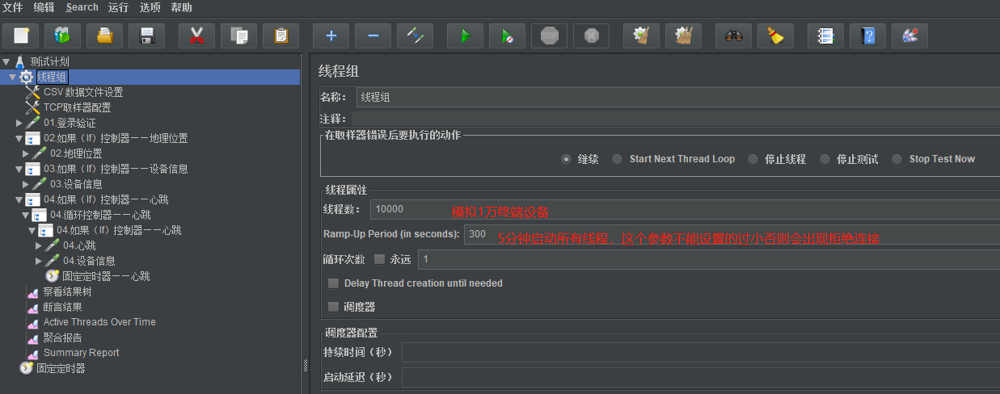 文件 编辑 Search 运行 选项 帮助
STOP
测试计划
线程组
CSV 数据文件设置
TCP取样器配置
01.登录验证
02.如果（If）控制器——地理位置
02.地理位置
03.如果（If）控制器——设备信息
03.设备信息
04.如果（If）控制器——心跳
04.循环控制器——心跳
04.如果（If）控制器——心跳
04.心跳
04.设备信息
固定定时器——心跳
察看结果树
断言结果
Active Threads Over Time
聚合报告
Summary Report
固定定时器
线程组
名称： 线程组
注释：
在取样器错误后要执行的动作
继续 Start Next Thread Loop 停止线程 停止测试 Stop Test Now
线程属性
线程数： 10000 模拟1万终端设备
Ramp-Up Period (in seconds): 300 5分钟启动所有线程，这个参数不能设置的过小否则会出现拒绝连接
循环次数 永远 1
Delay Thread creation until needed
调度器
调度器配置
持续时间（秒）
启动延迟（秒）